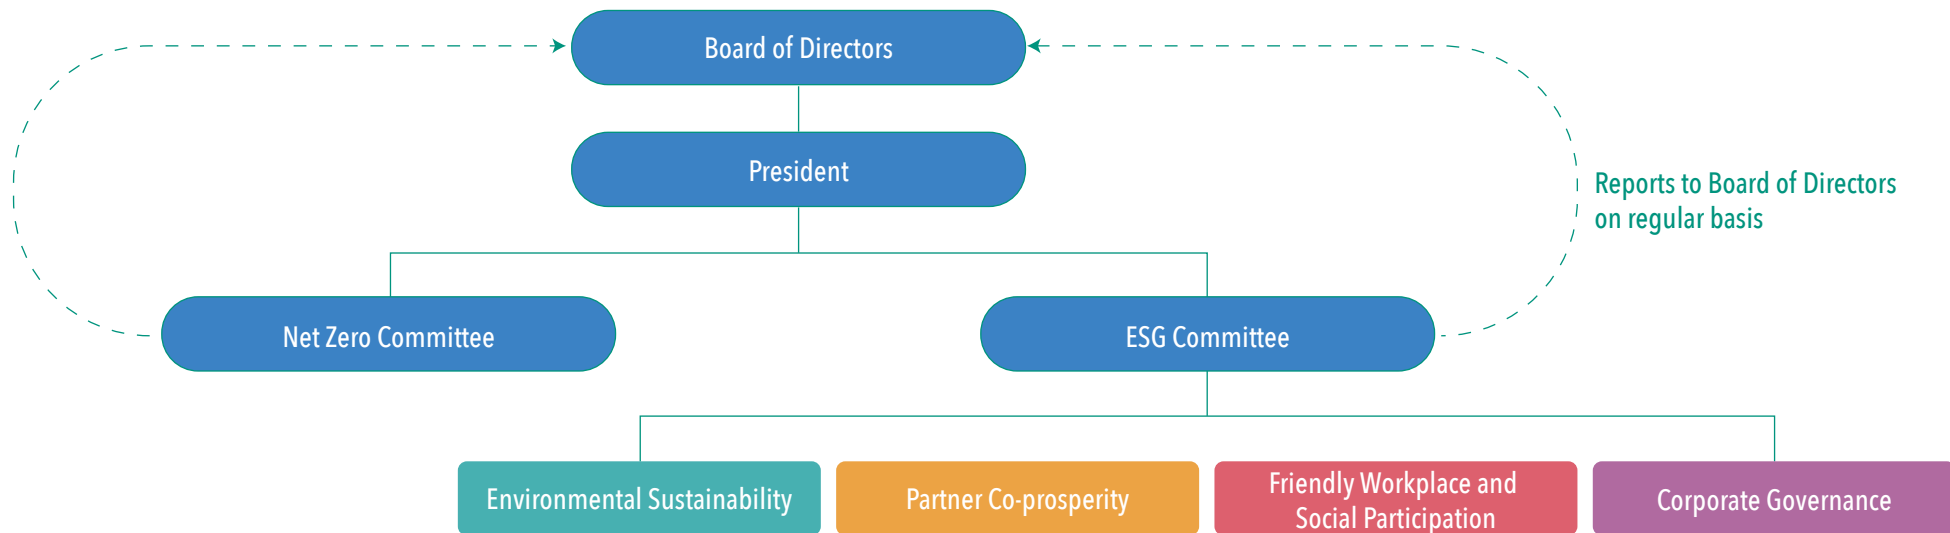 Board of Directors
President
Reports to Board of Directors
on regular basis
Net Zero Committee
ESG Committee
Environmental Sustainability
Partner Co-prosperity
Friendly Workplace and
Social Participation
Corporate Governance